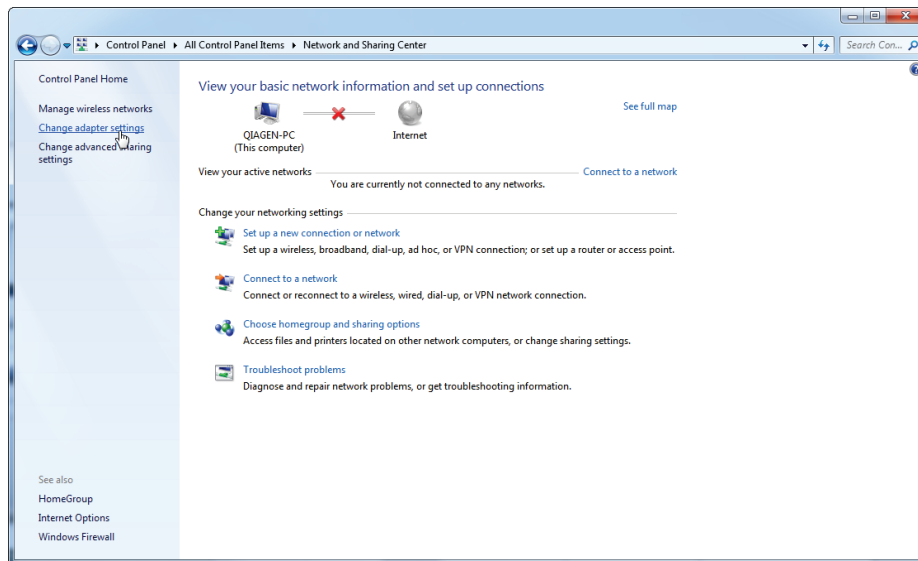 Control Panel ▸ All Control Panel Items ▸ Network and Sharing Center
Search Con...
Control Panel Home
Manage wireless networks
Change adapter settings
Change advanced sharing
settings
See also
HomeGroup
Internet Options
Windows Firewall
View your basic network information and set up connections
See full map
QIAGEN-PC
(This computer)
Internet
View your active networks
Connect to a network
You are currently not connected to any networks.
Change your networking settings
Set up a new connection or network
Set up a wireless, broadband, dial-up, ad hoc, or VPN connection; or set up a router or access point.
Connect to a network
Connect or reconnect to a wireless, wired, dial-up, or VPN network connection.
Choose homegroup and sharing options
Access files and printers located on other network computers, or change sharing settings.
Troubleshoot problems
Diagnose and repair network problems, or get troubleshooting information.